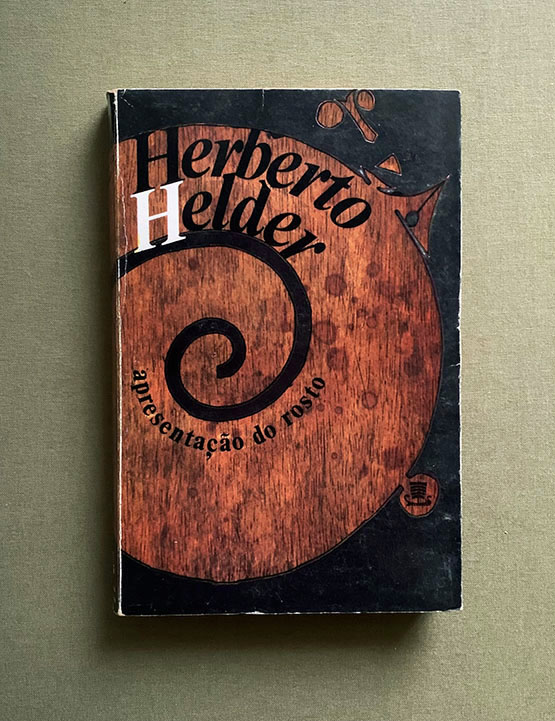 Herberto
Helder
apresentação do rosto